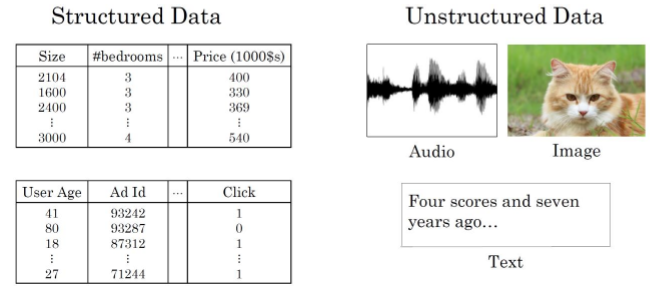 Structured Data
Size #bedrooms ... Price (1000$s)
2104 3 400
1600 3 330
2400 3 369
⋮ ⋮ ⋮
3000 4 540
User Age Ad Id ... Click
41 93242 1
80 93287 0
18 87312 1
⋮ ⋮ ⋮
27 71244 1
Unstructured Data
Audio
Image
Four scores and seven
years ago...
Text